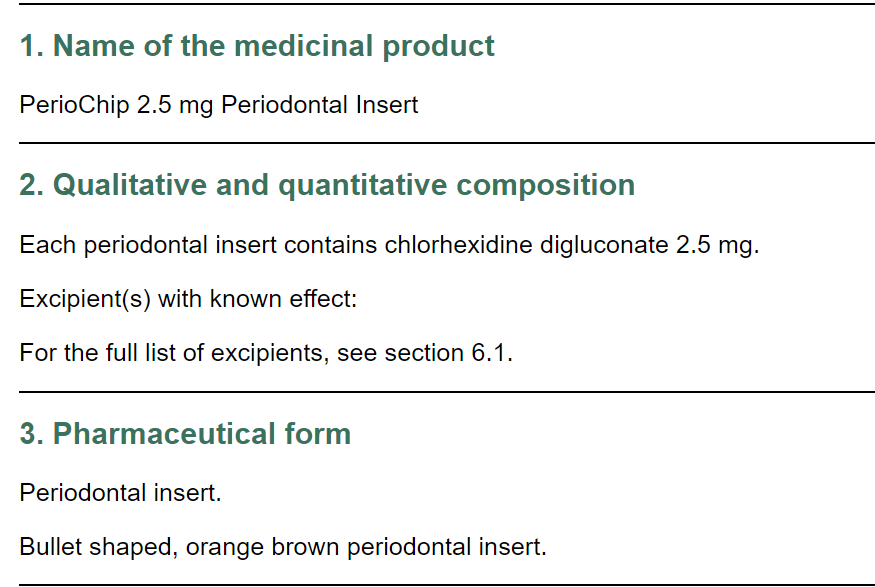 1. Name of the medicinal product
PerioChip 2.5 mg Periodontal Insert
2. Qualitative and quantitative composition
Each periodontal insert contains chlorhexidine digluconate 2.5 mg.
Excipient(s) with known effect:
For the full list of excipients, see section 6.1.
3. Pharmaceutical form
Periodontal insert.
Bullet shaped, orange brown periodontal insert.